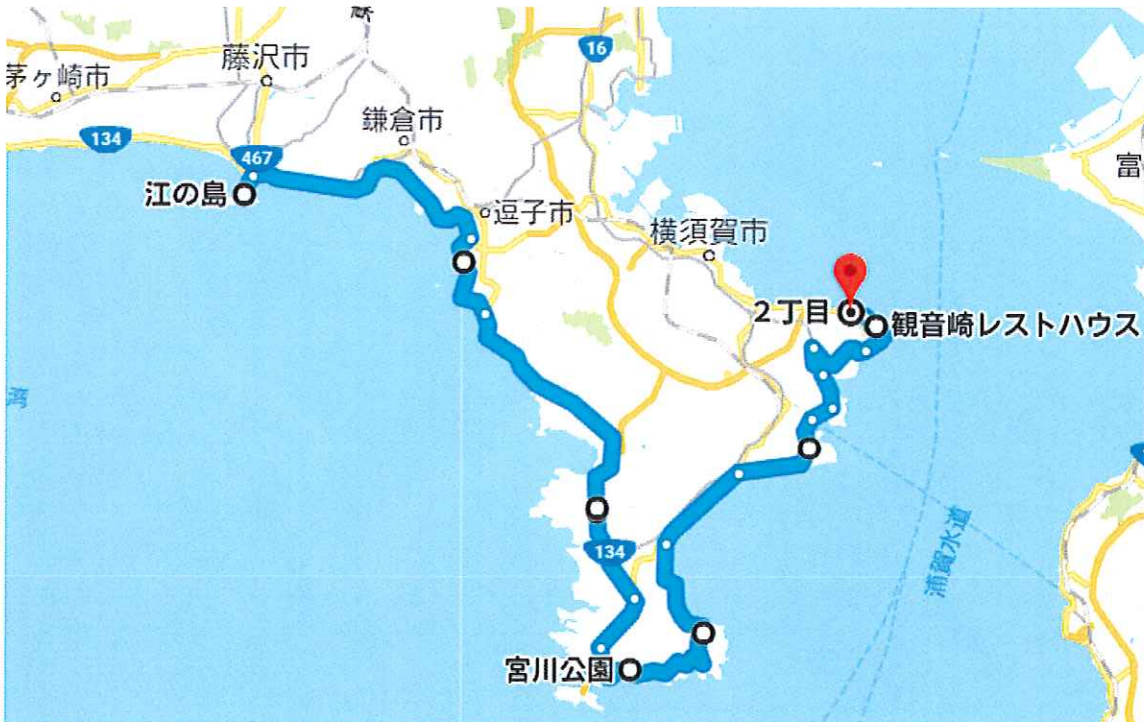 16
藤沢市
茅ヶ崎市
鎌倉市
134
467
江の島
逗子市
横須賀市
富
2丁目
観音崎レストハウス
湾
134
浦賀水道
宮川公園